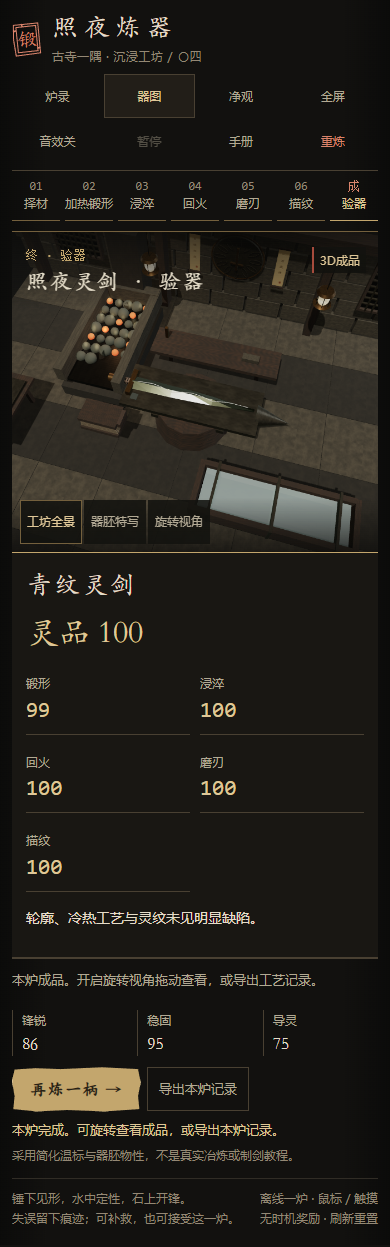 锻
照夜炼器
古寺一隅 · 沉浸工坊 / 〇四
炉录 器图 净观 全屏
音效关 暂停 手册 重炼
01 02 03 04 05 06 成
择材 加热锻形 浸淬 回火 磨刃 描纹 验器
终 · 验器
照夜灵剑 · 验器
3D成品
工坊全景 器胚特写 旋转视角
青纹灵剑
灵品 100
锻形 浸淬
99 100
回火 磨刃
100 100
描纹
100
轮廓、冷热工艺与灵纹未见明显缺陷。
本炉成品。开启旋转视角拖动查看，或导出工艺记录。
锋锐 稳固 导灵
86 95 75
再炼一柄 → 导出本炉记录
本炉完成。可旋转查看成品，或导出本炉记录。
采用简化温标与器胚物性，不是真实冶炼或制剑教程。
锤下见形，水中定性，石上开锋。 离线一炉 · 鼠标 / 触摸
失误留下痕迹；可补救，也可接受这一炉。 无时机奖励 · 刷新重置